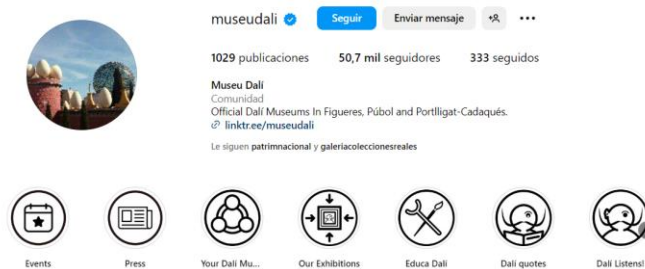 museudali Seguir Enviar mensaje
1029 publicaciones 50,7 mil seguidores 333 seguidos
Museu Dalí
Comunidad
Official Dalí Museums In Figueres, Púbol and Portlligat-Cadaqués.
linktr.ee/museudali
Le siguen patrimnacional y galeriacoleccionesreales
Events Press Your Dalí Mu... Our Exhibitions Educa Dalí Dalí quotes Dalí Listens!